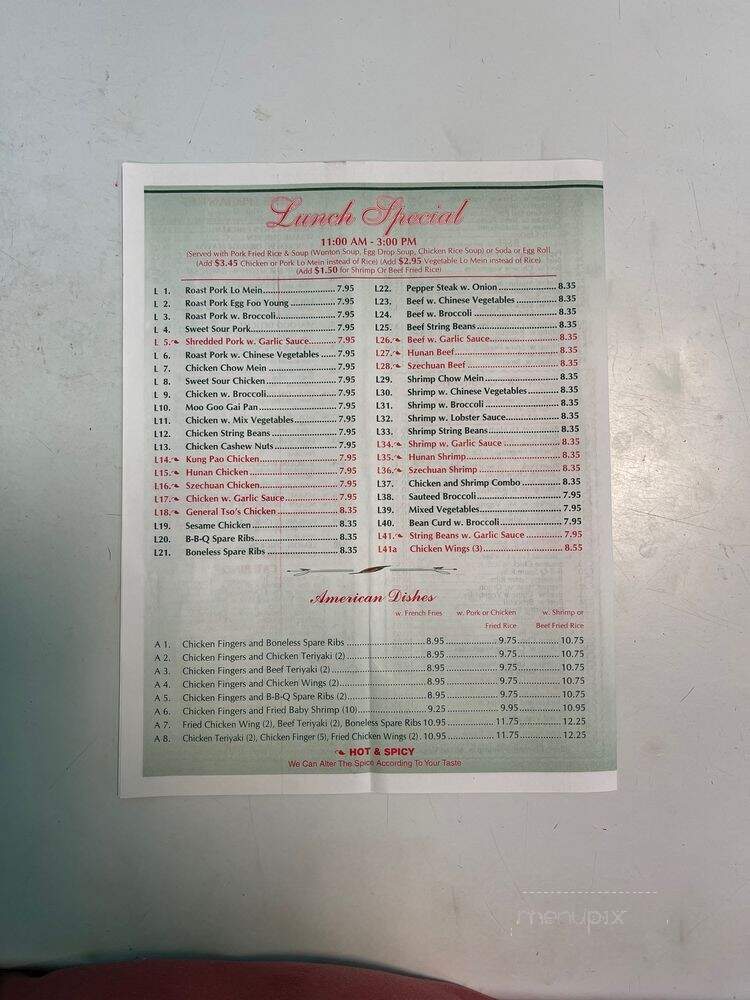 Lunch Special
11:00 AM - 3:00 PM
(Served with Pork Fried Rice & Soup (Wonton Soup, Egg Drop Soup, Chicken Rice Soup) or Soda or Egg Roll
(Add $3.45 Chicken or Pork Lo Mein instead of Rice) (Add $2.95 Vegetable Lo Mein instead of Rice)
(Add $1.50 for Shrimp Or Beef Fried Rice)
L 1. Roast Pork Lo Mein 7.95
L 2. Roast Pork Egg Foo Young 7.95
L 3. Roast Pork w. Broccoli 7.95
L 4. Sweet Sour Pork 7.95
L 5. Shredded Pork w. Garlic Sauce 7.95
L 6. Roast Pork w. Chinese Vegetables 7.95
L 7. Chicken Chow Mein 7.95
L 8. Sweet Sour Chicken 7.95
L 9. Chicken w. Broccoli 7.95
L10. Moo Goo Gai Pan 7.95
L11. Chicken w. Mix Vegetables 7.95
L12. Chicken String Beans 7.95
L13. Chicken Cashew Nuts 7.95
L14. Kung Pao Chicken 7.95
L15. Hunan Chicken 7.95
L16. Szechuan Chicken 7.95
L17. Chicken w. Garlic Sauce 7.95
L18. General Tso's Chicken 8.35
L19. Sesame Chicken 8.35
L20. B-B-Q Spare Ribs 8.35
L21. Boneless Spare Ribs 8.35
L22. Pepper Steak w. Onion 8.35
L23. Beef w. Chinese Vegetables 8.35
L24. Beef w. Broccoli 8.35
L25. Beef String Beans 8.35
L26. Beef w. Garlic Sauce 8.35
L27. Hunan Beef 8.35
L28. Szechuan Beef 8.35
L29. Shrimp Chow Mein 8.35
L30. Shrimp w. Chinese Vegetables 8.35
L31. Shrimp w. Broccoli 8.35
L32. Shrimp w. Lobster Sauce 8.35
L33. Shrimp String Beans 8.35
L34. Shrimp w. Garlic Sauce 8.35
L35. Hunan Shrimp 8.35
L36. Szechuan Shrimp 8.35
L37. Chicken and Shrimp Combo 8.35
L38. Sauteed Broccoli 7.95
L39. Mixed Vegetables 7.95
L40. Bean Curd w. Broccoli 7.95
L41. String Beans w. Garlic Sauce 7.95
L41a Chicken Wings (3) 8.55
American Dishes
w. French Fries w. Pork or Chicken w. Shrimp or
Fried Rice Beef Fried Rice
A 1. Chicken Fingers and Boneless Spare Ribs 8.95 9.75 10.75
A 2. Chicken Fingers and Chicken Teriyaki (2) 8.95 9.75 10.75
A 3. Chicken Fingers and Beef Teriyaki (2) 8.95 9.75 10.75
A 4. Chicken Fingers and Chicken Wings (2) 8.95 9.75 10.75
A 5. Chicken Fingers and B-B-Q Spare Ribs (2) 8.95 9.75 10.75
A 6. Chicken Fingers and Fried Baby Shrimp (10) 9.25 9.95 10.95
A 7. Fried Chicken Wing (2), Beef Teriyaki (2), Boneless Spare Ribs 10.95 11.75 12.25
A 8. Chicken Teriyaki (2), Chicken Finger (5), Fried Chicken Wings (2) 10.95 11.75 12.25
HOT & SPICY
We Can Alter The Spice According To Your Taste
menupix